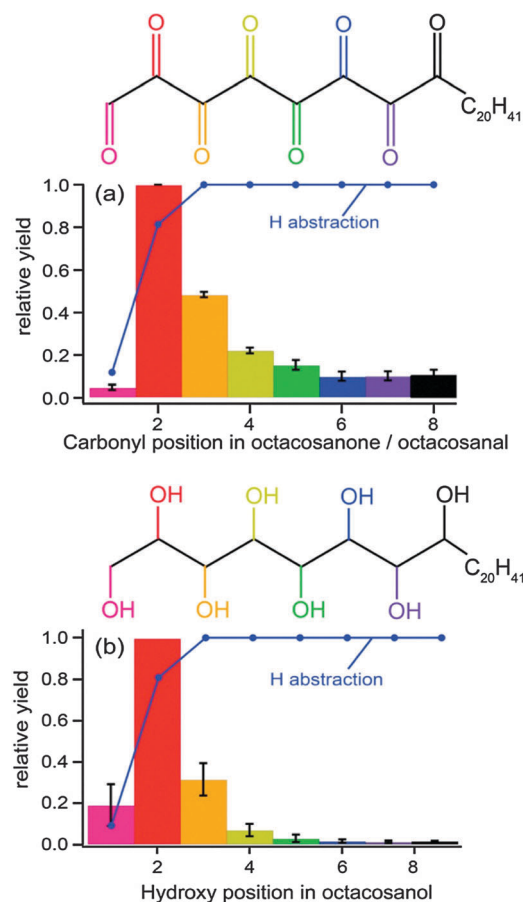 O O O O
C20H41
O O O O
(a)
H abstraction
relative yield
1.0
0.8
0.6
0.4
0.2
0.0
2 4 6 8
Carbonyl position in octacosanone / octacosanal
OH OH OH OH
C20H41
OH OH OH OH
(b)
H abstraction
relative yield
1.0
0.8
0.6
0.4
0.2
0.0
2 4 6 8
Hydroxy position in octacosanol